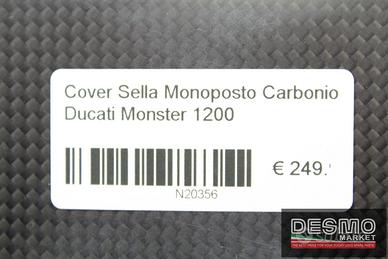 Cover Sella Monoposto Carbonio
Ducati Monster 1200
€ 249.
N20356
DESMO
MARKET